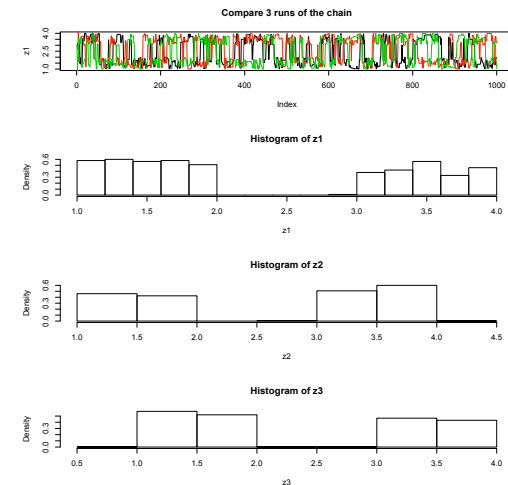 Compare 3 runs of the chain
z1
1.0 2.5 4.0
0 200 400 600 800 1000
Index
Histogram of z1
Density
0.0 0.3 0.6
1.0 1.5 2.0 2.5 3.0 3.5 4.0
z1
Histogram of z2
Density
0.0 0.3 0.6
1.0 1.5 2.0 2.5 3.0 3.5 4.0 4.5
z2
Histogram of z3
Density
0.0 0.3
0.5 1.0 1.5 2.0 2.5 3.0 3.5 4.0
z3